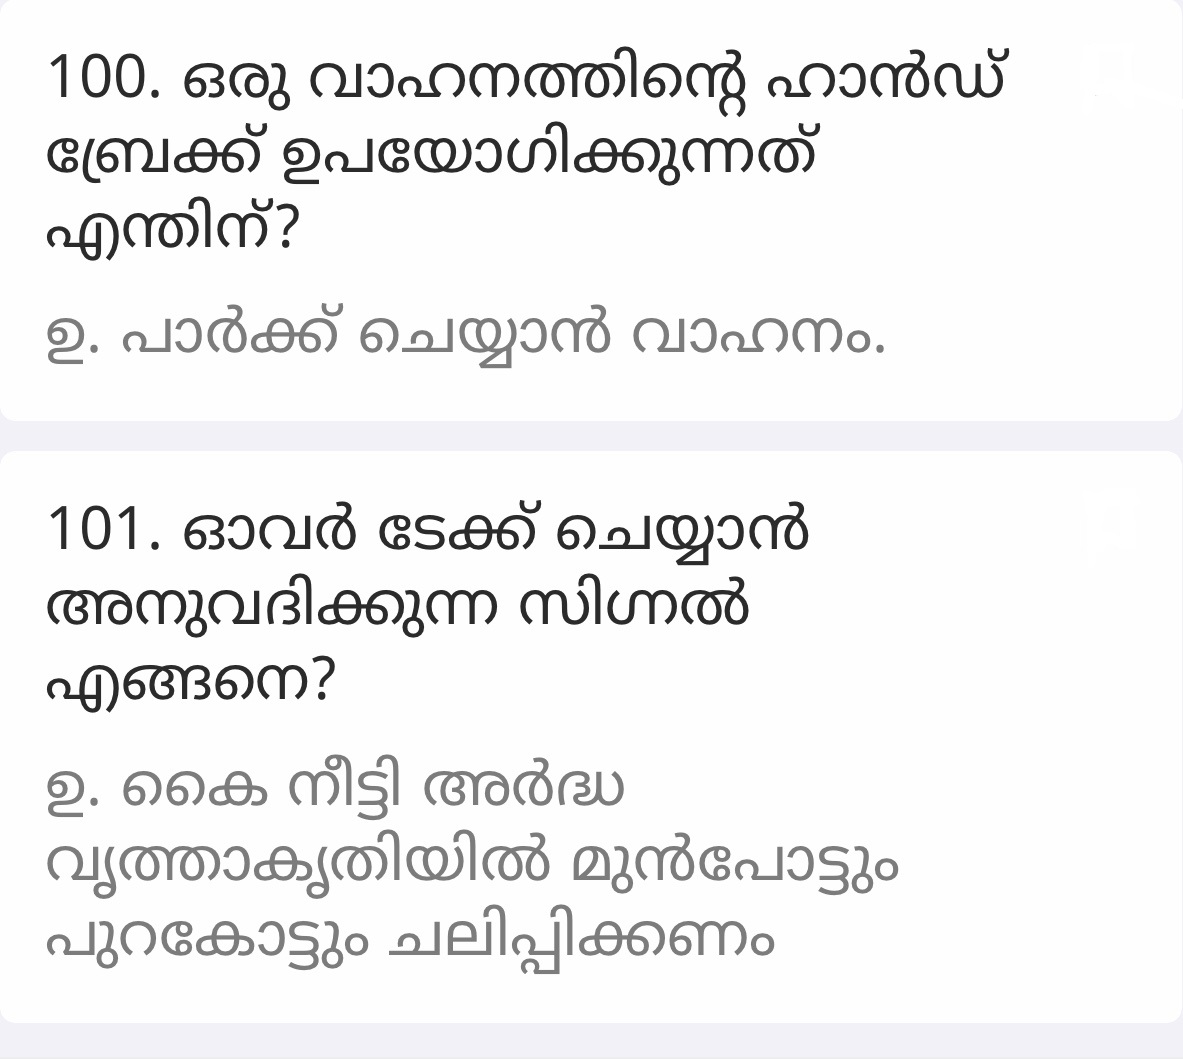 100. ഒരു വാഹനത്തിന്റെ ഹാൻഡ്
ബ്രേക്ക് ഉപയോഗിക്കുന്നത്
എന്തിന്?
ഉ. പാർക്ക് ചെയ്യാൻ വാഹനം.
101. ഓവർ ടേക്ക് ചെയ്യാൻ
അനുവദിക്കുന്ന സിഗ്നൽ
എങ്ങനെ?
ഉ. കൈ നീട്ടി അർദ്ധ
വൃത്താകൃതിയിൽ മുൻപോട്ടും
പുറകോട്ടും ചലിപ്പിക്കണം